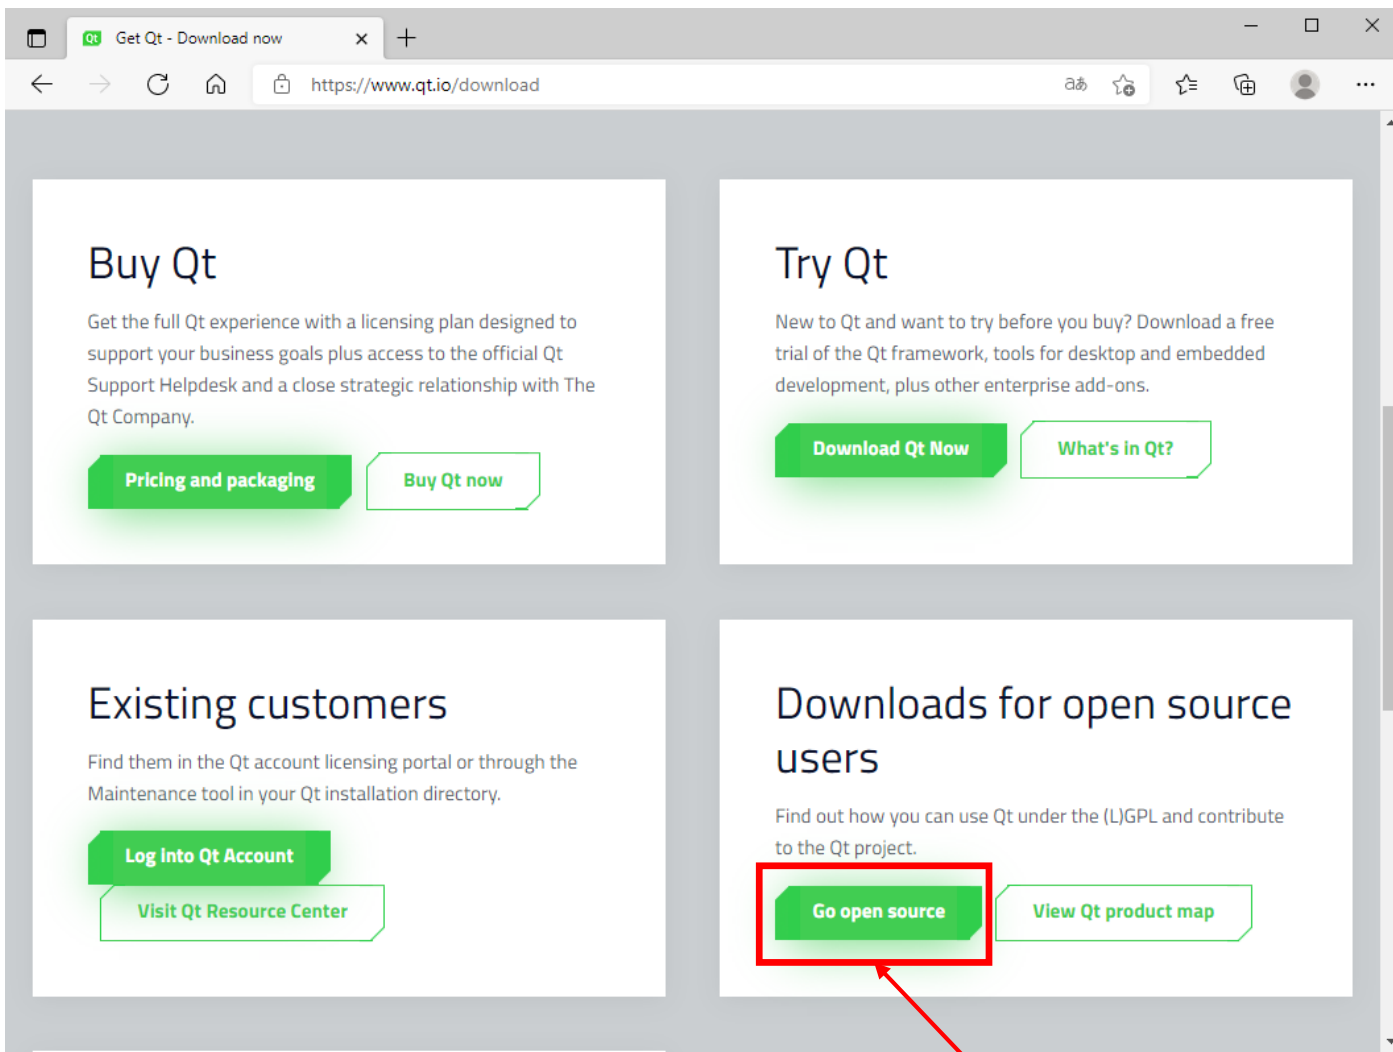 Qt Get Qt - Download now
https://www.qt.io/download
aあ
Buy Qt
Get the full Qt experience with a licensing plan designed to
support your business goals plus access to the official Qt
Support Helpdesk and a close strategic relationship with The
Qt Company.
Pricing and packaging
Buy Qt now
Try Qt
New to Qt and want to try before you buy? Download a free
trial of the Qt framework, tools for desktop and embedded
development, plus other enterprise add-ons.
Download Qt Now
What's in Qt?
Existing customers
Find them in the Qt account licensing portal or through the
Maintenance tool in your Qt installation directory.
Log into Qt Account
Visit Qt Resource Center
Downloads for open source
users
Find out how you can use Qt under the (L)GPL and contribute
to the Qt project.
Go open source
View Qt product map